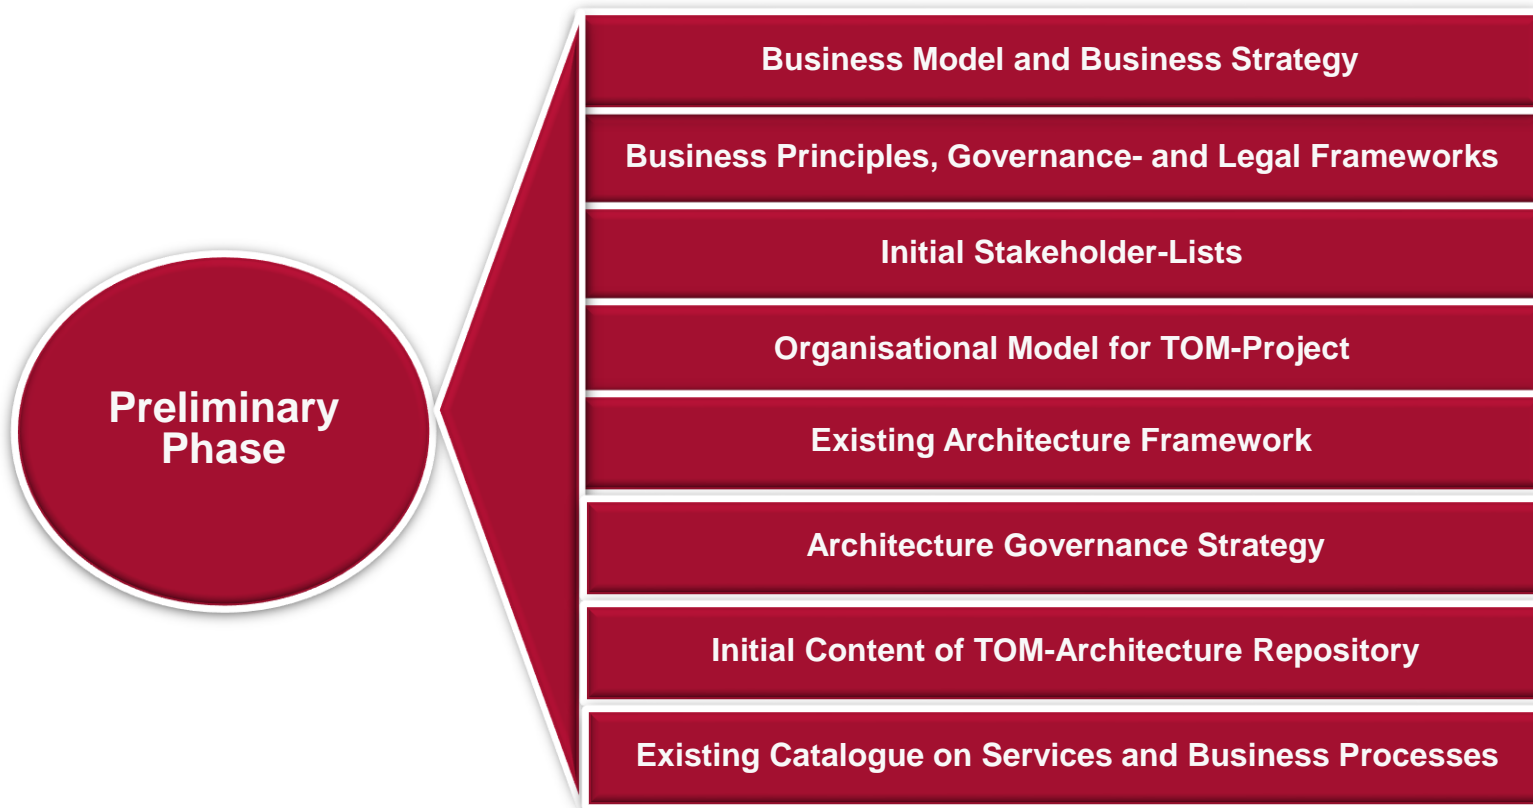 Business Model and Business Strategy
Business Principles, Governance- and Legal Frameworks
Initial Stakeholder-Lists
Organisational Model for TOM-Project
Preliminary
Phase
Existing Architecture Framework
Architecture Governance Strategy
Initial Content of TOM-Architecture Repository
Existing Catalogue on Services and Business Processes